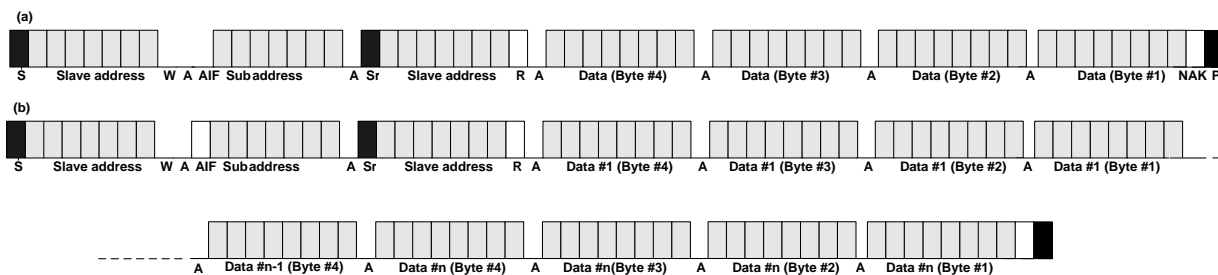 (a)
S Slave address W A AIF Subaddress A Sr Slave address R A Data (Byte #4) A Data (Byte #3) A Data (Byte #2) A Data (Byte #1) NAK P
(b)
S Slave address W A AIF Subaddress A Sr Slave address R A Data #1 (Byte #4) A Data #1 (Byte #3) A Data #1 (Byte #2) A Data #1 (Byte #1)
A Data #n-1 (Byte #4) A Data #n (Byte #4) A Data #n(Byte #3) A Data #n (Byte #2) A Data #n (Byte #1)